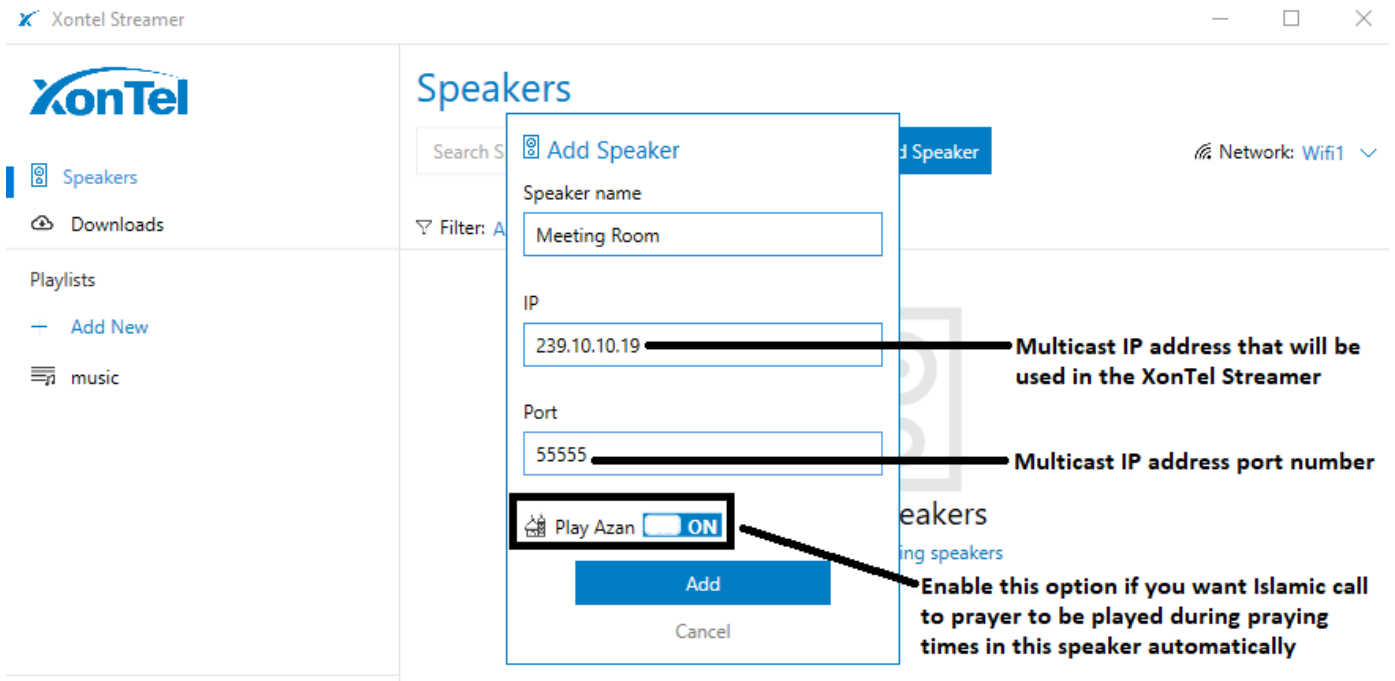 Xontel Streamer
XonTel
Speakers
Downloads
Playlists
Add New
music
Speakers
Search S
d Speaker
Network: Wifi1
Filter: A
Add Speaker
Speaker name
Meeting Room
IP
239.10.10.19
Port
55555
Play Azan ON
Add
Cancel
eakers
ing speakers
Multicast IP address that will be
used in the XonTel Streamer
Multicast IP address port number
Enable this option if you want Islamic call
to prayer to be played during praying
times in this speaker automatically